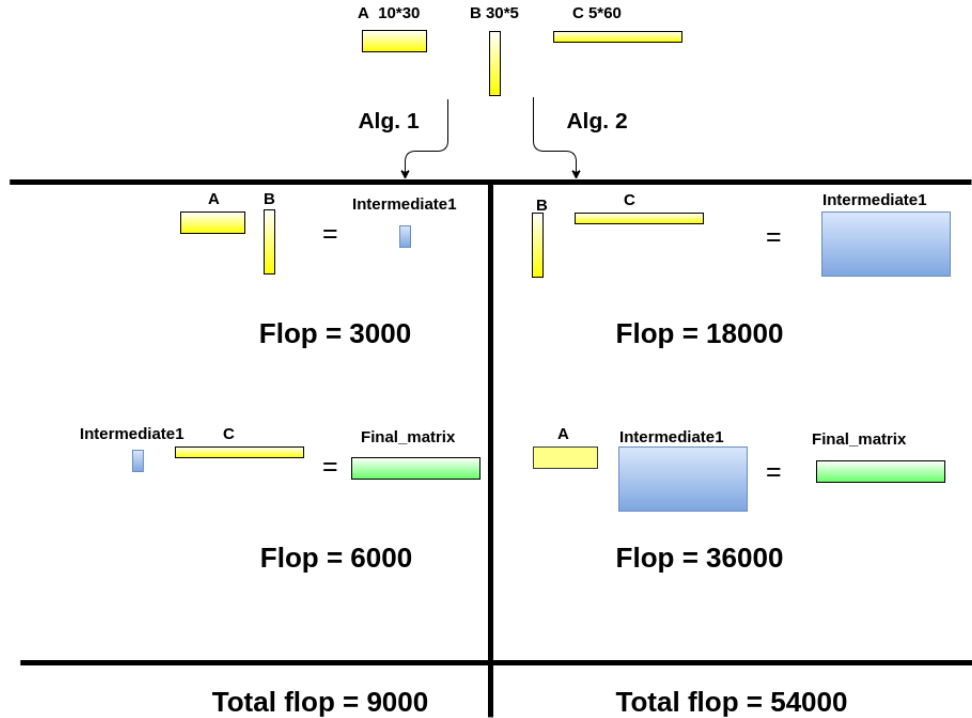 A 10*30 B 30*5 C 5*60
Alg. 1 Alg. 2
A B Intermediate1
=
Flop = 3000
Intermediate1 C Final_matrix
=
Flop = 6000
Total flop = 9000
B C Intermediate1
=
Flop = 18000
A Intermediate1 Final_matrix
=
Flop = 36000
Total flop = 54000